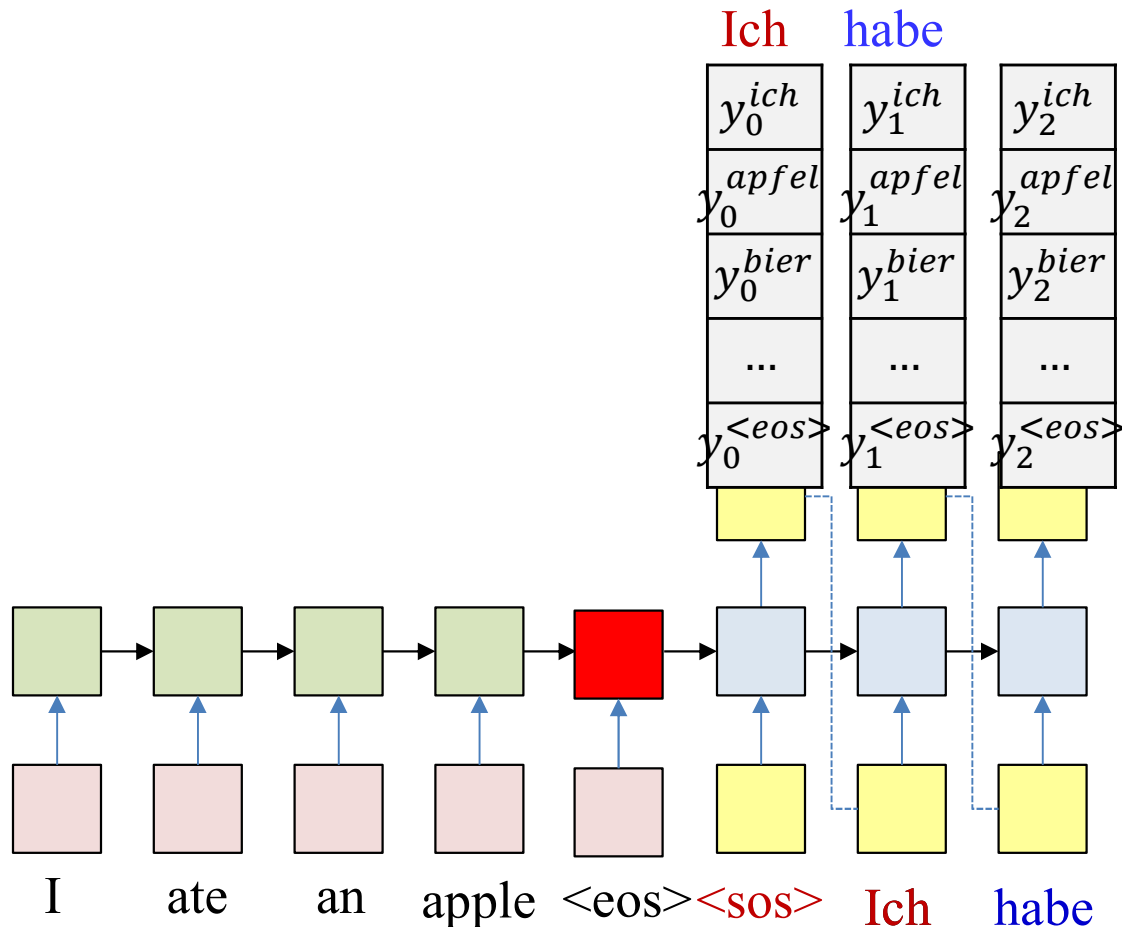 Ich habe
y_0^{ich} y_1^{ich} y_2^{ich}
y_0^{apfel} y_1^{apfel} y_2^{apfel}
y_0^{bier} y_1^{bier} y_2^{bier}
... ... ...
y_0^{<eos>} y_1^{<eos>} y_2^{<eos>}
I ate an apple <eos> <sos> Ich habe